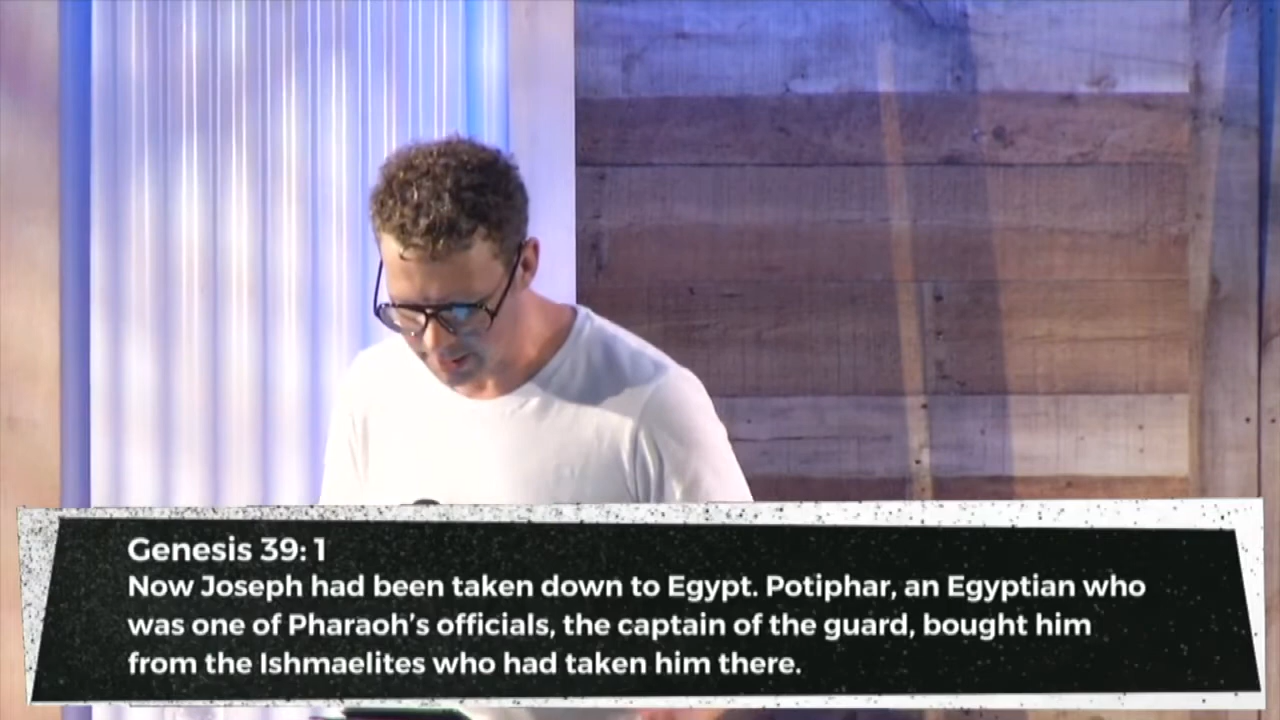 Genesis 39: 1
Now Joseph had been taken down to Egypt. Potiphar, an Egyptian who
was one of Pharaoh's officials, the captain of the guard, bought him
from the Ishmaelites who had taken him there.